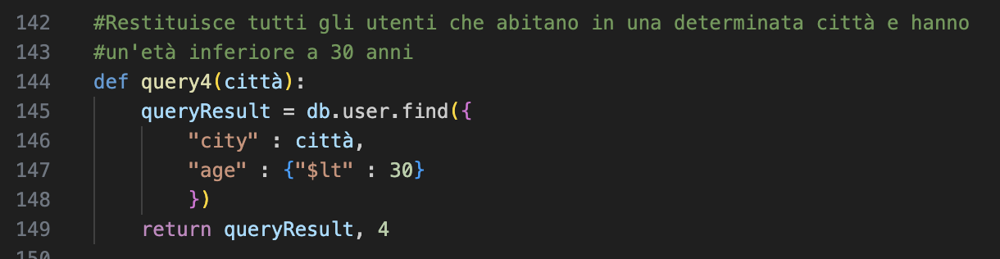 142 #Restituisce tutti gli utenti che abitano in una determinata città e hanno
143 #un'età inferiore a 30 anni
144 def query4(città):
145     queryResult = db.user.find({
146         "city" : città,
147         "age" : {"$lt" : 30}
148         })
149     return queryResult, 4
150